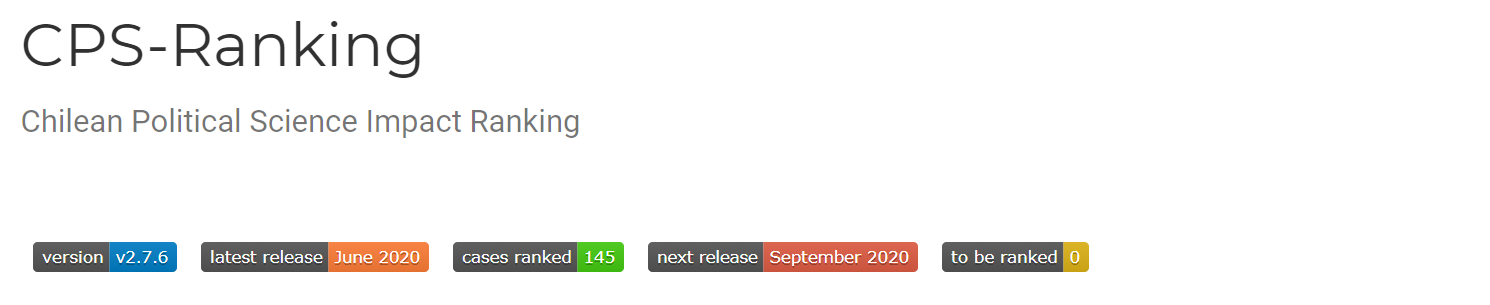 CPS-Ranking
Chilean Political Science Impact Ranking
version v2.7.6 latest release June 2020 cases ranked 145 next release September 2020 to be ranked 0